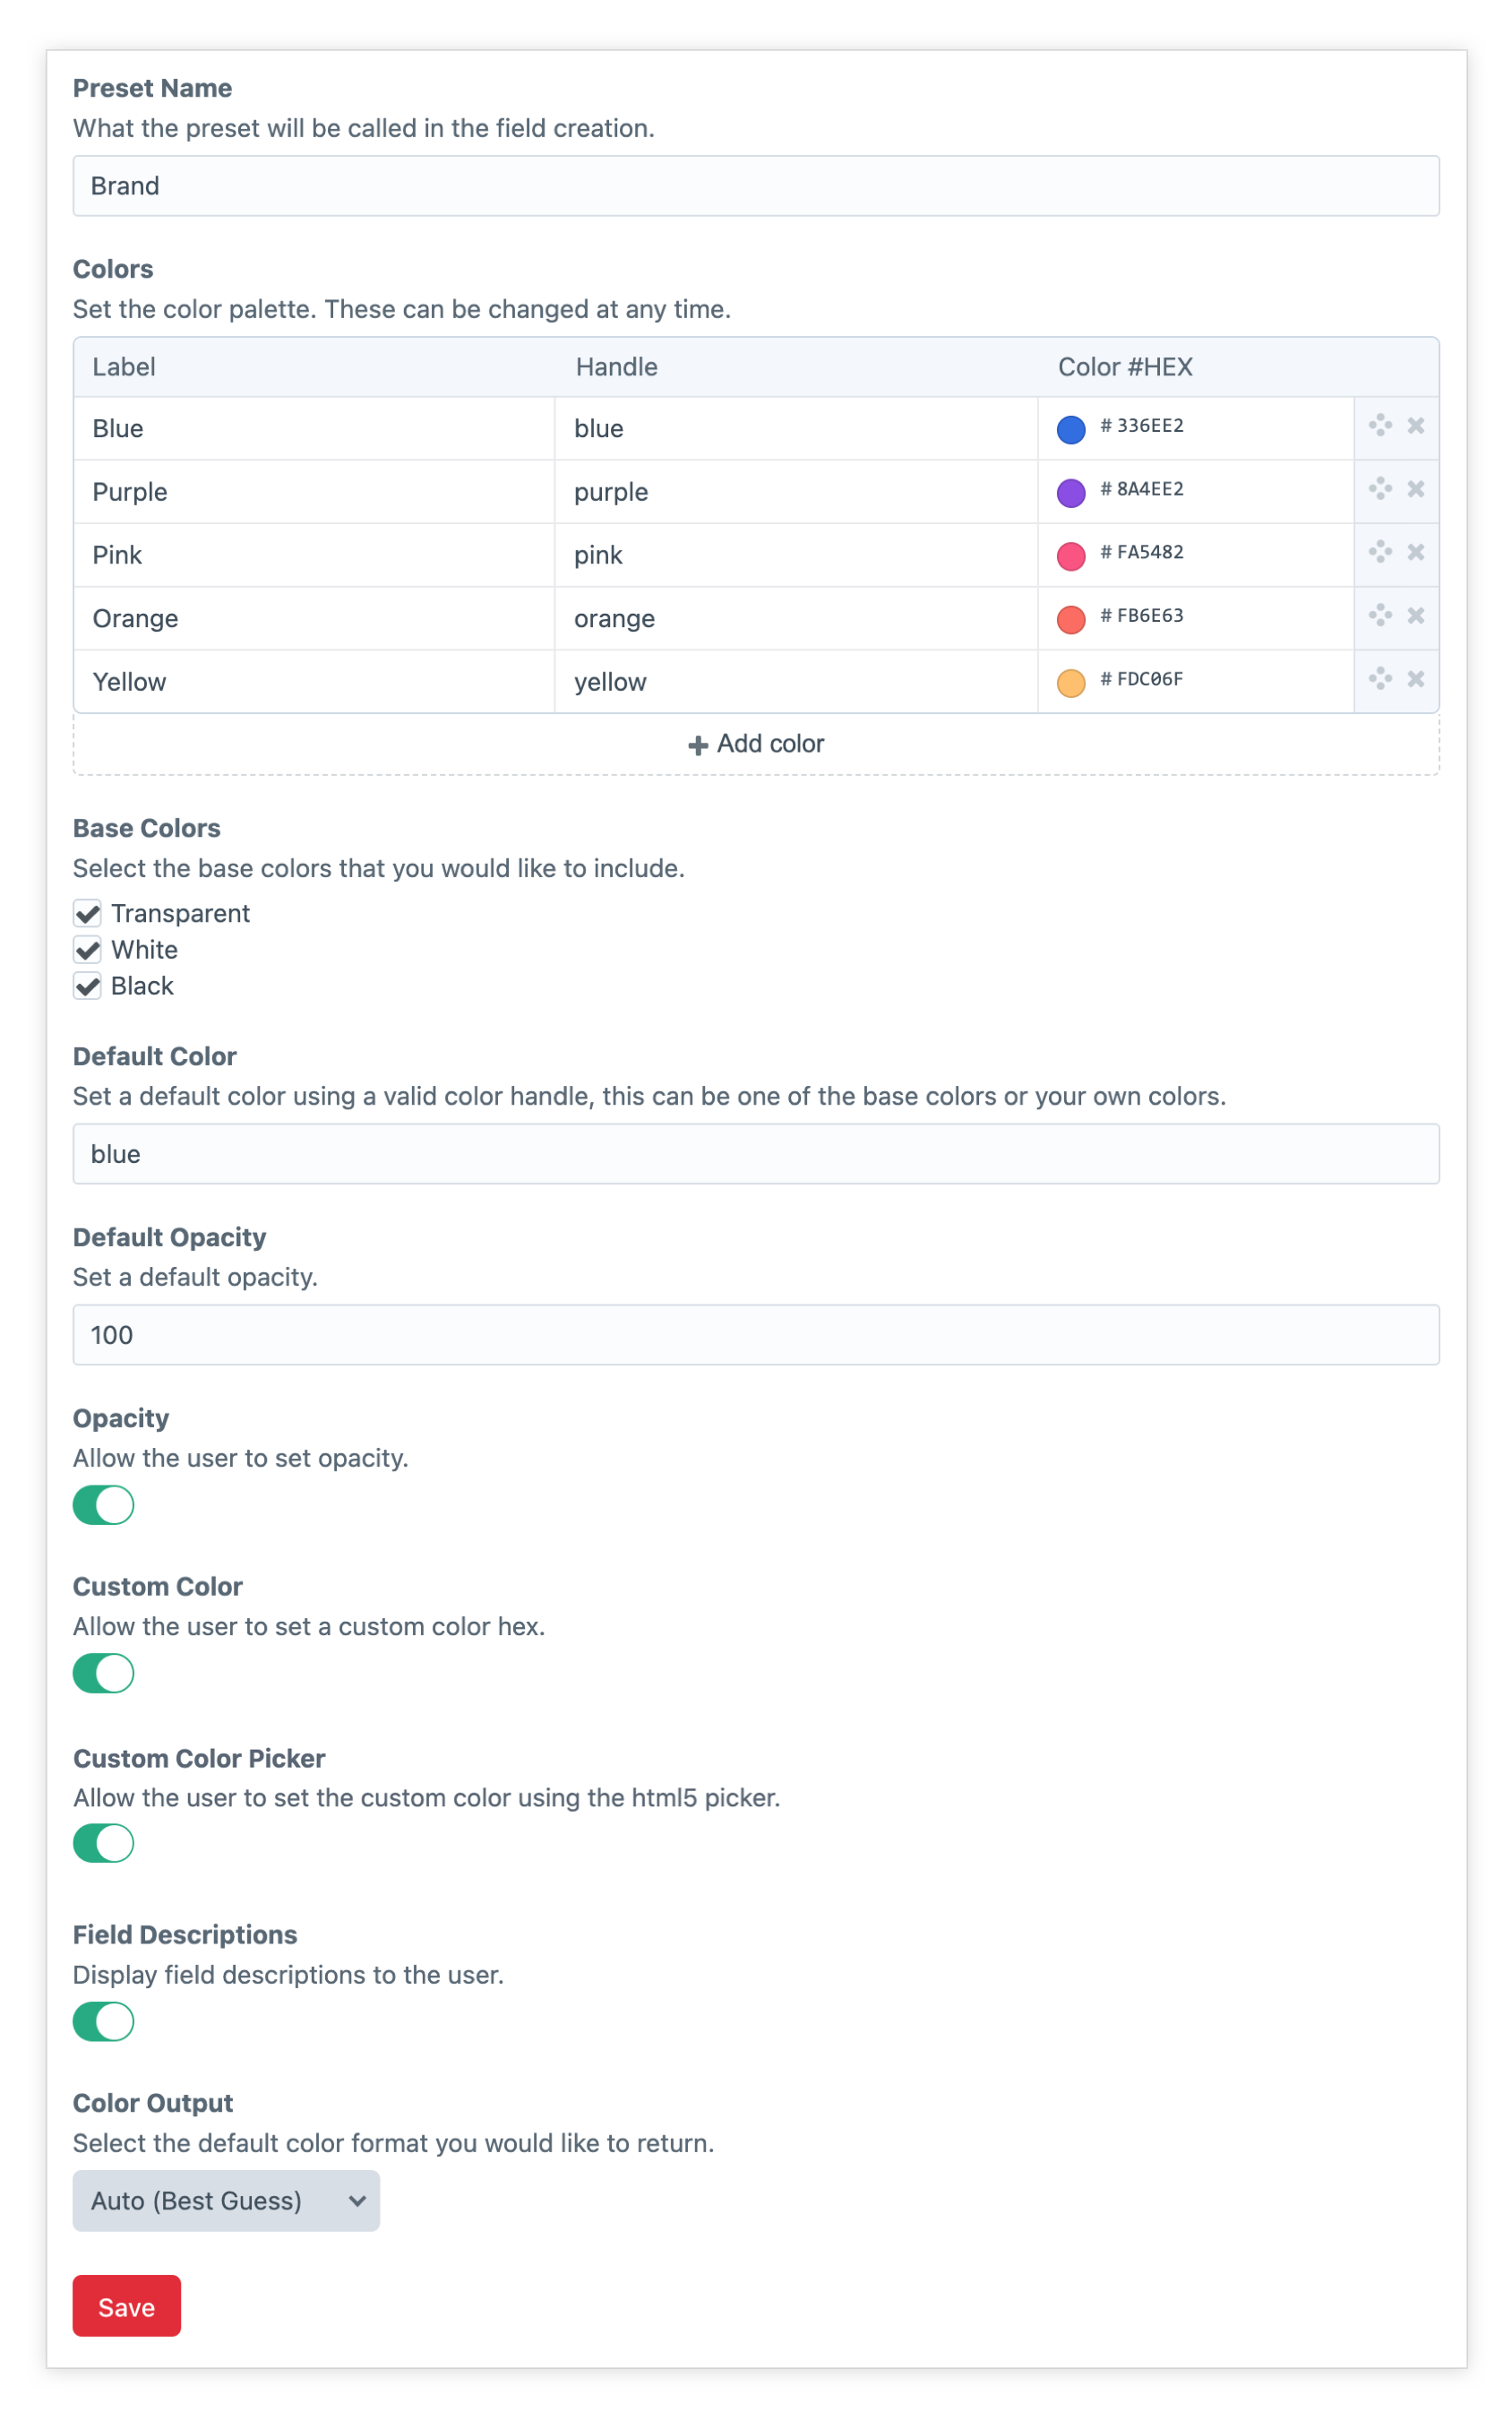 Preset Name
What the preset will be called in the field creation.
Brand
Colors
Set the color palette. These can be changed at any time.
Label Handle Color #HEX
Blue blue # 336EE2
Purple purple # 8A4EE2
Pink pink # FA5482
Orange orange # FB6E63
Yellow yellow # FDC06F
Add color
Base Colors
Select the base colors that you would like to include.
Transparent
White
Black
Default Color
Set a default color using a valid color handle, this can be one of the base colors or your own colors.
blue
Default Opacity
Set a default opacity.
100
Opacity
Allow the user to set opacity.
Custom Color
Allow the user to set a custom color hex.
Custom Color Picker
Allow the user to set the custom color using the html5 picker.
Field Descriptions
Display field descriptions to the user.
Color Output
Select the default color format you would like to return.
Auto (Best Guess)
Save